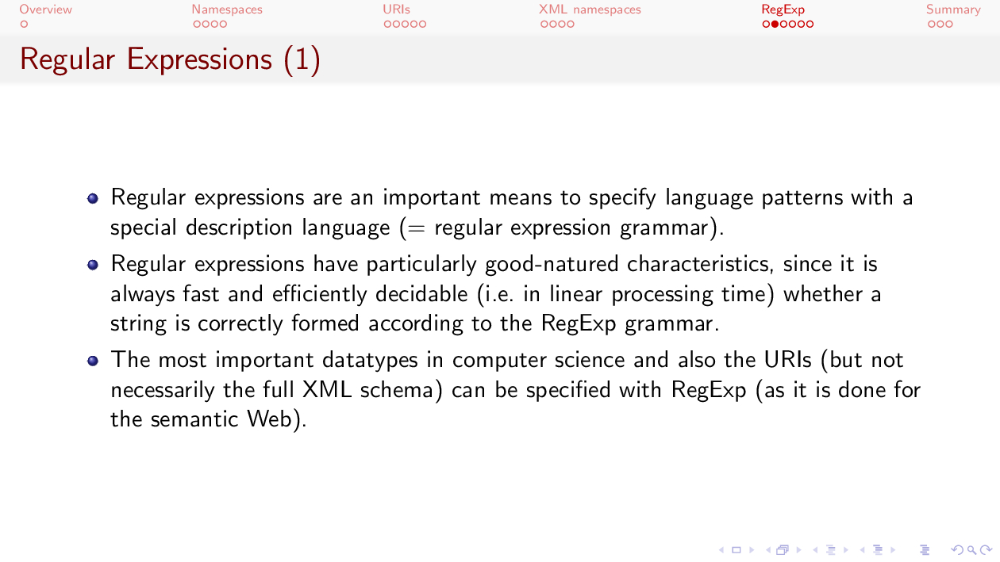 Overview Namespaces URIs XML namespaces RegExp Summary
Regular Expressions (1)
Regular expressions are an important means to specify language patterns with a
special description language (= regular expression grammar).
Regular expressions have particularly good-natured characteristics, since it is
always fast and efficiently decidable (i.e. in linear processing time) whether a
string is correctly formed according to the RegExp grammar.
The most important datatypes in computer science and also the URIs (but not
necessarily the full XML schema) can be specified with RegExp (as it is done for
the semantic Web).